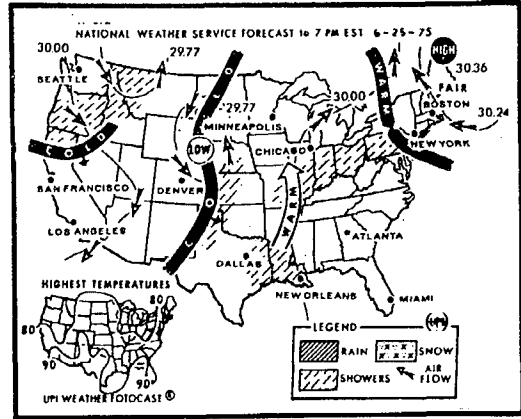 NATIONAL WEATHER SERVICE FORECAST to 7 PM EST 6-25-75
30.00
29.77
HIGH
30.36
SEATTLE
COLD
WARM
FAIR
BOSTON
29.77
30.00
30.24
MINNEAPOLIS
NEW YORK
COLD
LOW
CHICAGO
SAN FRANCISCO
DENVER
COLD
WARM
LOS ANGELES
ATLANTA
DALLAS
HIGHEST TEMPERATURES
NEW ORLEANS
MIAMI
80
80
90
90°
LEGEND
UPI
RAIN
SNOW
SHOWERS
AIR FLOW
UPI WEATHER FOTOCAST ®